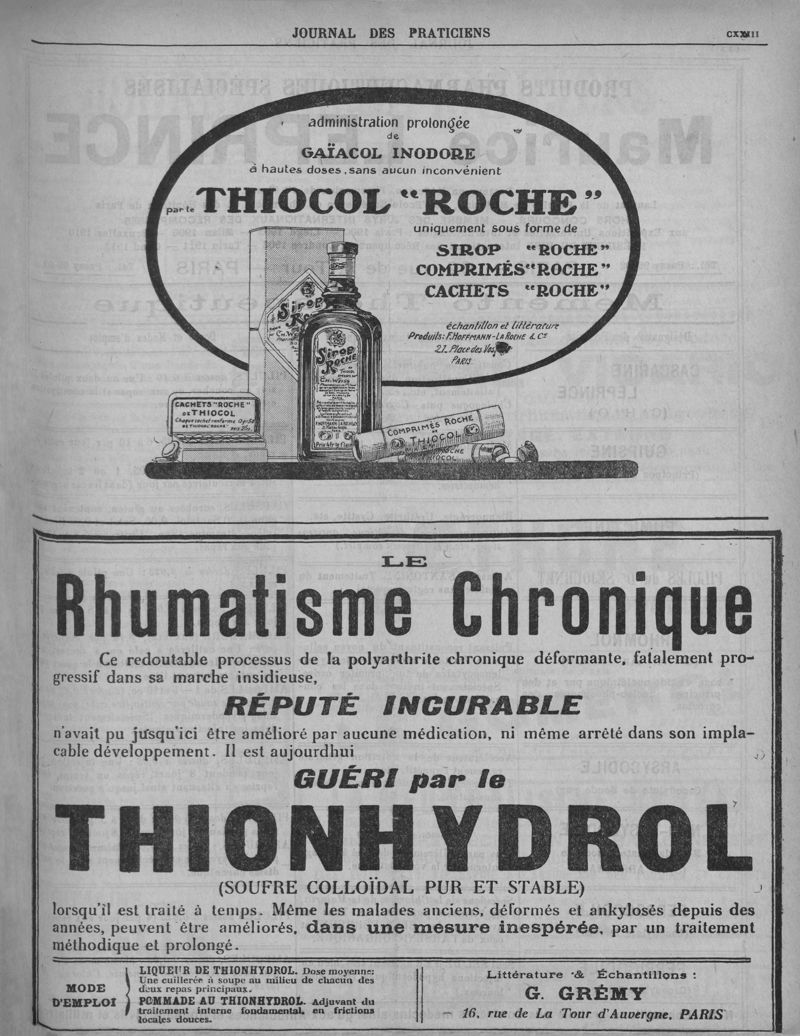 JOURNAL DES PRATICIENS
administration prolongée
de
GAÏACOL INODORE
à hautes doses, sans aucun inconvénient
par le THIOCOL "ROCHE"
uniquement sous forme de
SIROP "ROCHE"
COMPRIMÉS "ROCHE"
CACHETS "ROCHE"
échantillon et littérature
Produits: F. HOFFMANN-LA ROCHE & Cie
21, Place des
PARIS
Sirop
Roche
Sirop
Roche
CACHETS "ROCHE"
DE THIOCOL
COMPRIMÉS ROCHE
THIOCOL
LE
Rhumatisme Chronique
Ce redoutable processus de la polyarthrite chronique déformante, fatalement pro-
gressif dans sa marche insidieuse,
RÉPUTÉ INCURABLE
n'avait pu jusqu'ici être amélioré par aucune médication, ni même arrêté dans son impla-
cable développement. Il est aujourdhui
GUÉRI par le
THIONHYDROL
(SOUFRE COLLOÏDAL PUR ET STABLE)
lorsqu'il est traité à temps. Même les malades anciens, déformés et ankylosés depuis des
années, peuvent être améliorés, dans une mesure inespérée, par un traitement
méthodique et prolongé.
MODE
D'EMPLOI
LIQUEUR DE THIONHYDROL. Dose moyenne:
Une cuillerée à soupe au milieu de chacun des
deux repas principaux.
POMMADE AU THIONHYDROL. Adjuvant du
traitement interne fondamental, en frictions
locales douces.
Littérature & Échantillons :
G. GRÉMY
16, rue de La Tour d'Auvergne, PARIS